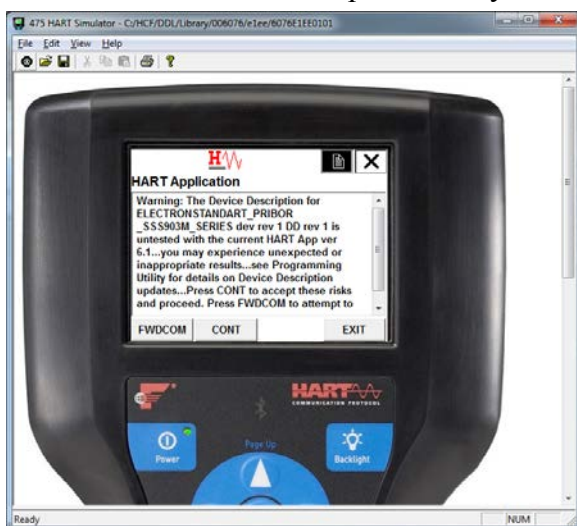 475 HART Simulator - C:/HCF/DDL/Library/006076/e1ee/6076E1EE0101
File Edit View Help
HART Application
Warning: The Device Description for
ELECTRONSTANDART_PRIBOR
_SSS903M_SERIES dev rev 1 DD rev 1 is
untested with the current HART App ver
6.1...you may experience unexpected or
inappropriate results...see Programming
Utility for details on Device Description
updates...Press CONT to accept these risks
and proceed. Press FWDCOM to attempt to
FWDCOM CONT EXIT
HART
COMMUNICATION PROTOCOL
Power
Page Up
Backlight
Ready NUM